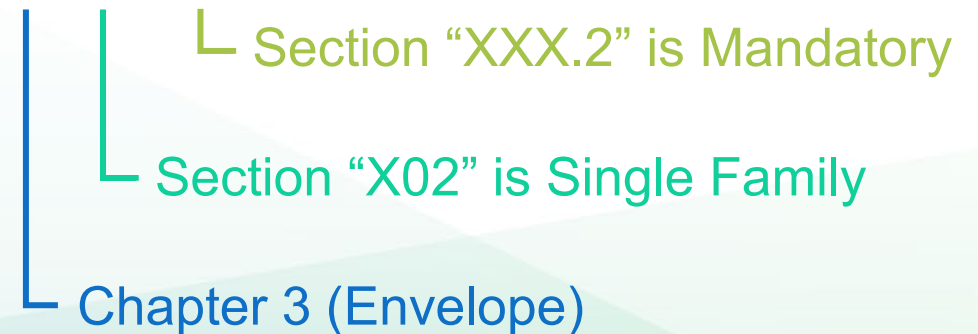 Section “XXX.2” is Mandatory
Section “X02” is Single Family
Chapter 3 (Envelope)